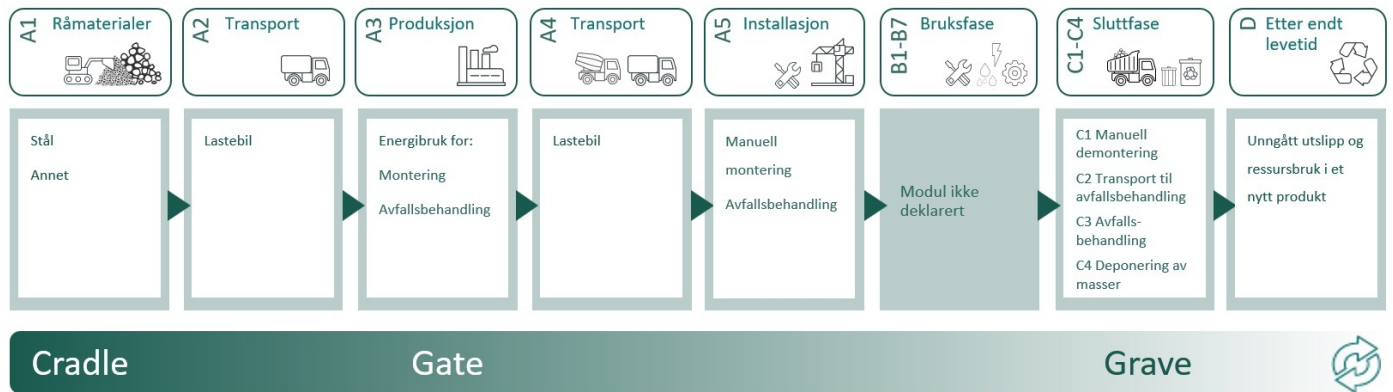 A1 Råmaterialer
A2 Transport
A3 Produksjon
A4 Transport
A5 Installasjon
B1-B7 Bruksfase
C1-C4 Sluttfase
D Etter endt
levetid
Stål
Annet
Lastebil
Energibruk for:
Montering
Avfallsbehandling
Lastebil
Manuell
montering
Avfallsbehandling
Modul ikke
deklarert
C1 Manuell
demontering
C2 Transport til
avfallsbehandling
C3 Avfalls-
behandling
C4 Deponering av
masser
Unngått utslipp og
ressursbruk i et
nytt produkt
Cradle
Gate
Grave